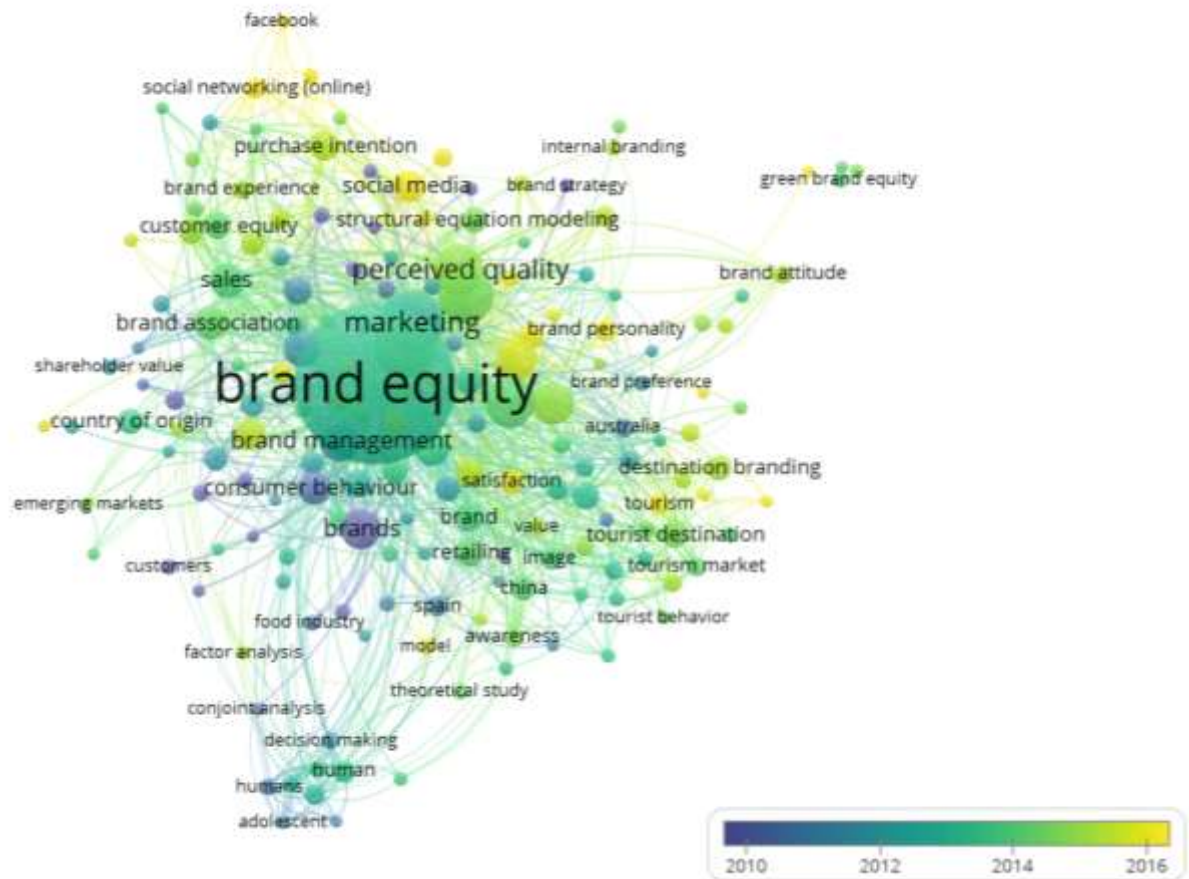 facebook
social networking (online)
purchase intention
internal branding
brand experience
social media
brand strategy
green brand equity
customer equity
structural equation modeling
sales
perceived quality
brand attitude
brand association
marketing
brand personality
shareholder value
brand equity
brand preference
country of origin
australia
brand management
destination branding
consumer behaviour
satisfaction
emerging markets
tourism
brands
brand
value
tourist destination
retailing
image
customers
tourism market
china
spain
tourist behavior
food industry
awareness
factor analysis
model
theoretical study
conjoint analysis
decision making
human
humans
adolescent
2010
2012
2014
2016